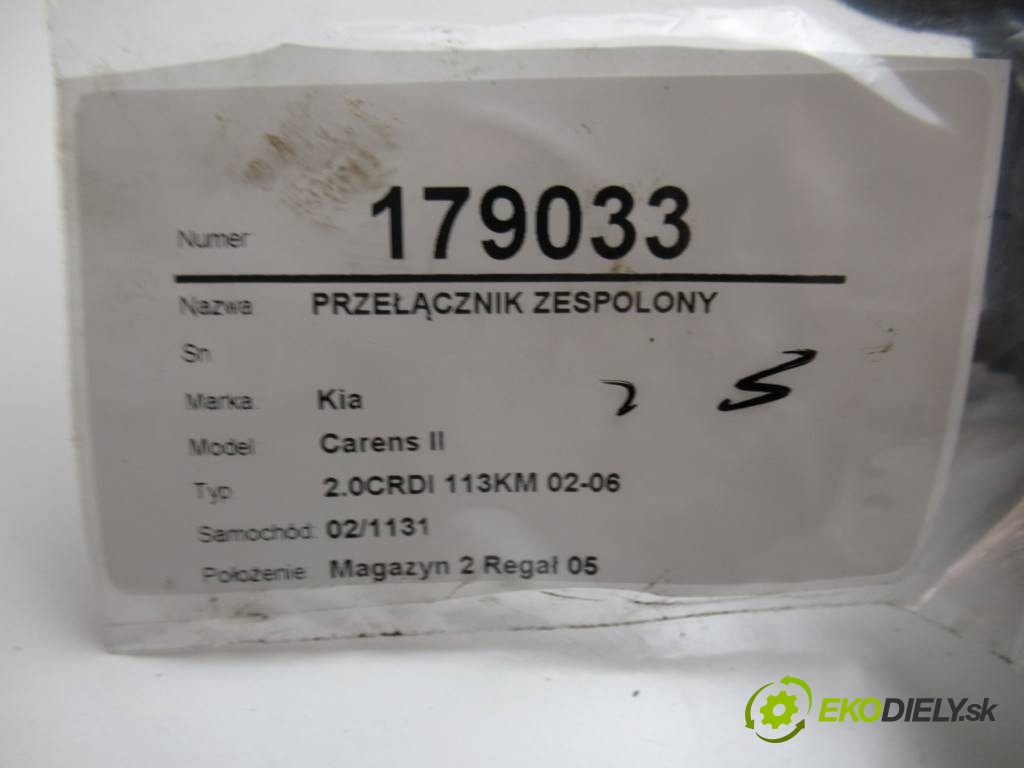 Numer 179033
Nazwa PRZEŁĄCZNIK ZESPOLONY
Sn
Marka Kia 2 S
Model Carens II
Typ 2.0CRDI 113KM 02-06
Samochód: 02/1131
Położenie: Magazyn 2 Regał 05
EKODIELY.sk